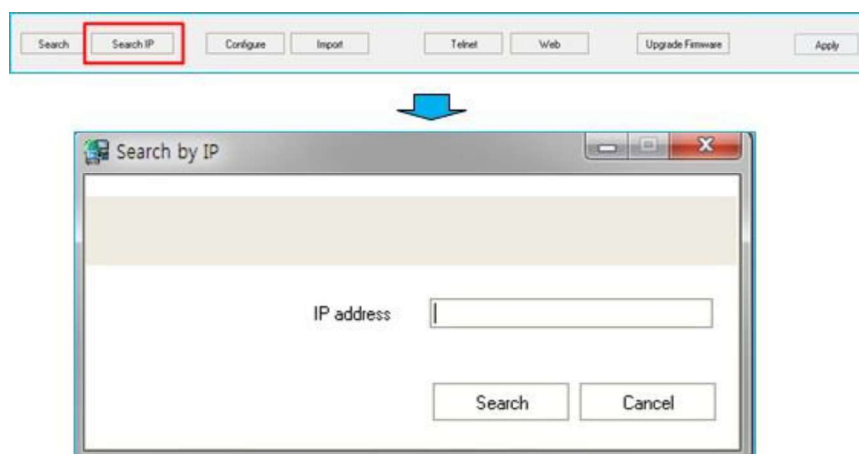 Search Search IP Configure Import Telnet Web Upgrade Firmware Apply
Search by IP
IP address
Search Cancel